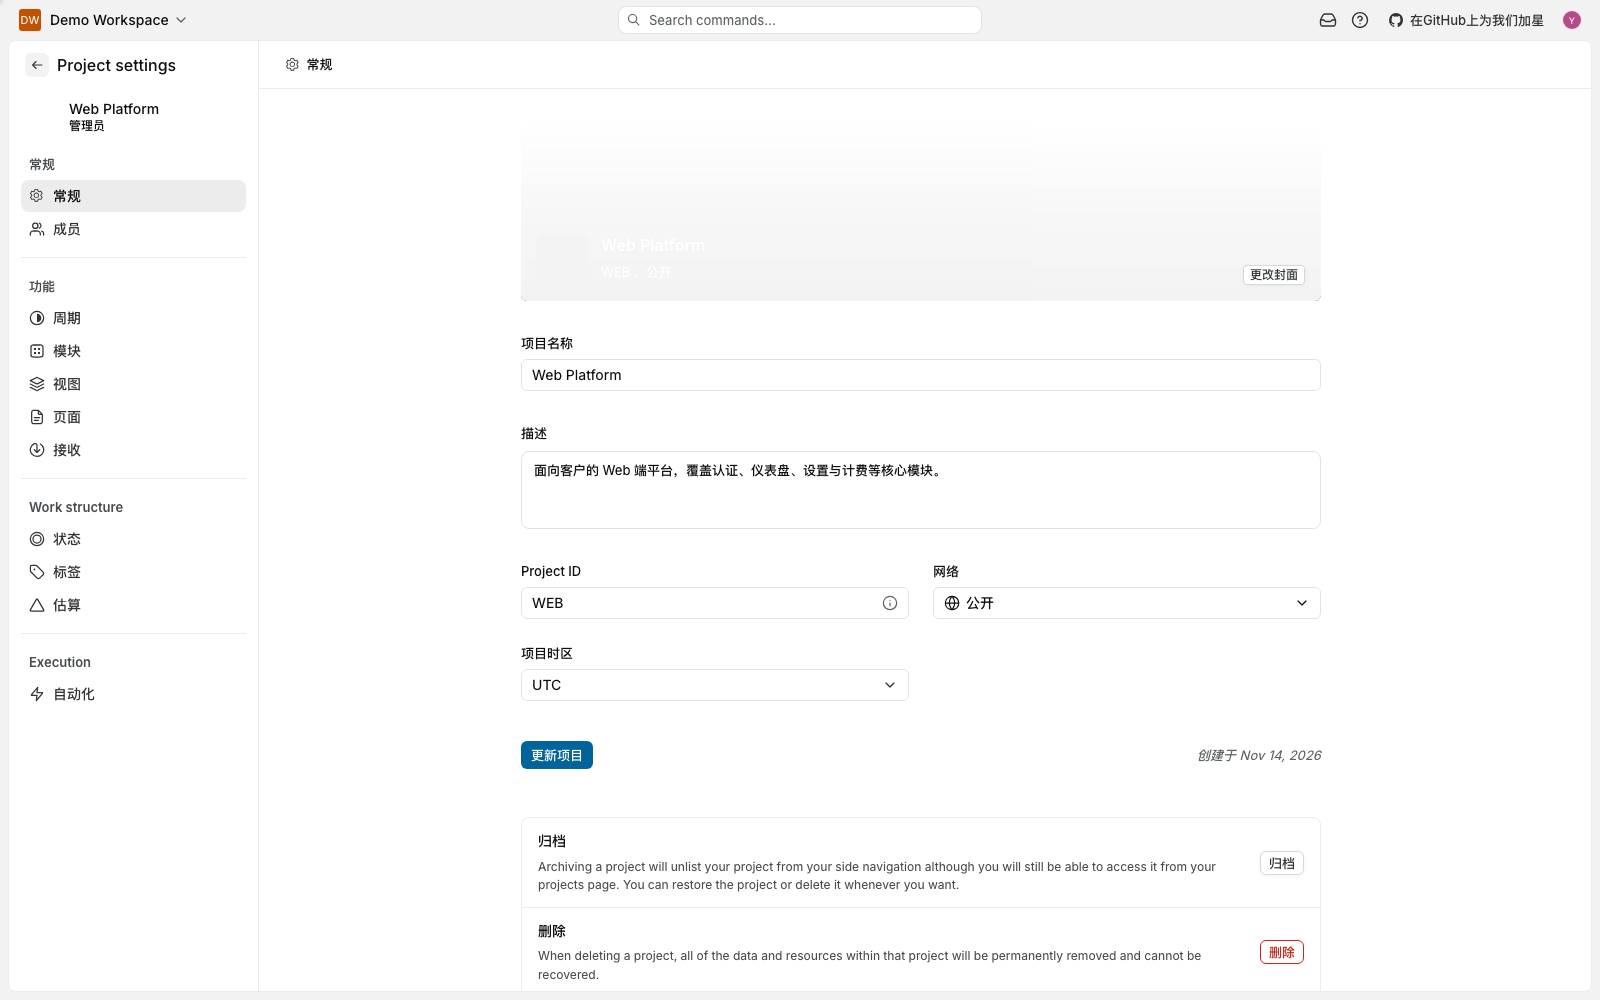 DW Demo Workspace
Search commands...
在GitHub上为我们加星
Y
Project settings
Web Platform
管理员
常规
常规
成员
功能
周期
模块
视图
页面
接收
Work structure
状态
标签
估算
Execution
自动化
常规
Web Platform
WEB . 公开
更改封面
项目名称
Web Platform
描述
面向客户的 Web 端平台，覆盖认证、仪表盘、设置与计费等核心模块。
Project ID
WEB
网络
公开
项目时区
UTC
更新项目
创建于 Nov 14, 2026
归档
Archiving a project will unlist your project from your side navigation although you will still be able to access it from your
projects page. You can restore the project or delete it whenever you want.
归档
删除
When deleting a project, all of the data and resources within that project will be permanently removed and cannot be
recovered.
删除